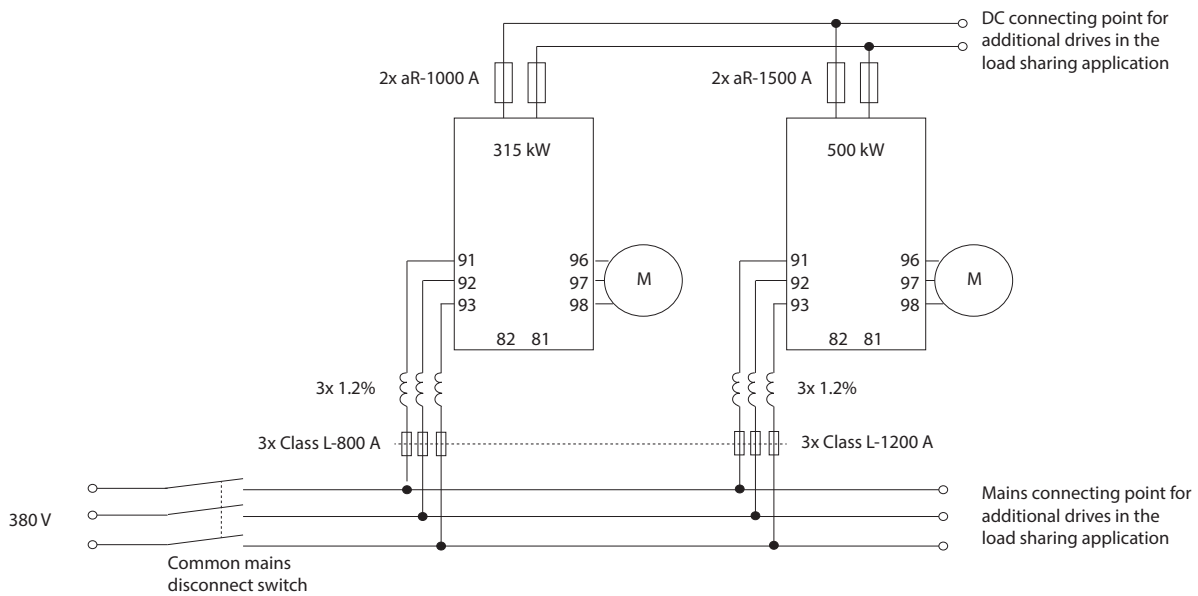 DC connecting point for
additional drives in the
load sharing application
2x aR-1000 A
2x aR-1500 A
315 kW
500 kW
91
92
93
96
97
98
M
82 81
91
92
93
96
97
98
M
82 81
3x 1.2%
3x 1.2%
3x Class L-800 A
3x Class L-1200 A
380 V
Common mains
disconnect switch
Mains connecting point for
additional drives in the
load sharing application